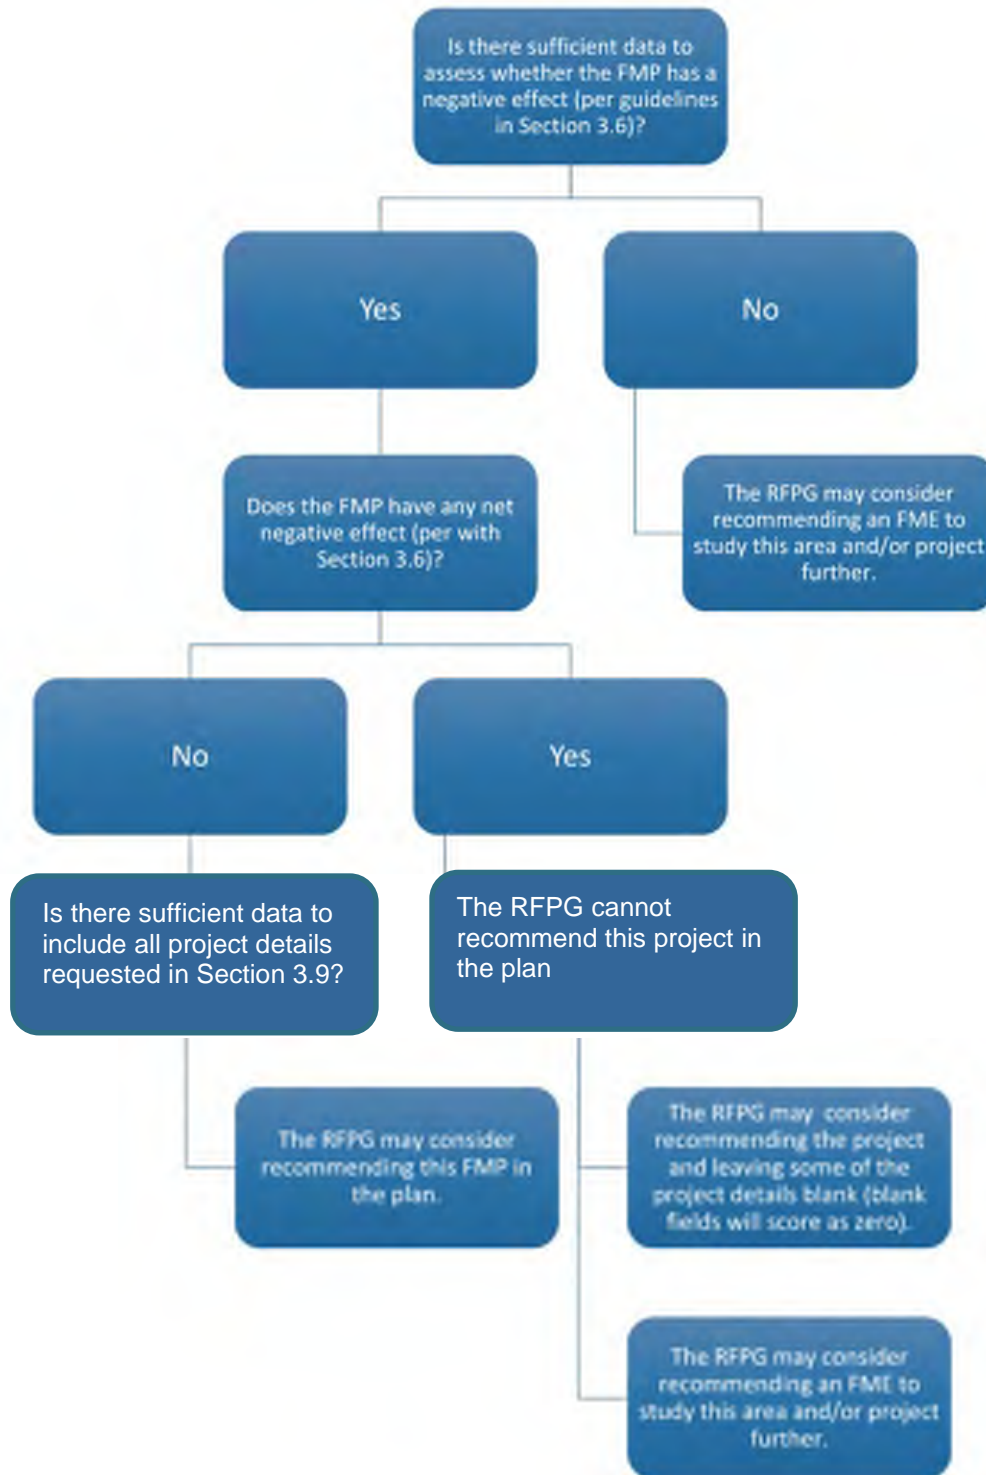 Is there sufficient data to
assess whether the FMP has a
negative effect (per guidelines
in Section 3.6)?
Yes
No
Does the FMP have any net
negative effect (per with
Section 3.6)?
The RFPG may consider
recommending an FME to
study this area and/or project
further.
No
Yes
Is there sufficient data to
include all project details
requested in Section 3.9?
The RFPG cannot
recommend this project in
the plan
The RFPG may consider
recommending this FMP in
the plan.
The RFPG may consider
recommending the project
and leaving some of the
project details blank (blank
fields will score as zero).
The RFPG may consider
recommending an FME to
study this area and/or project
further.